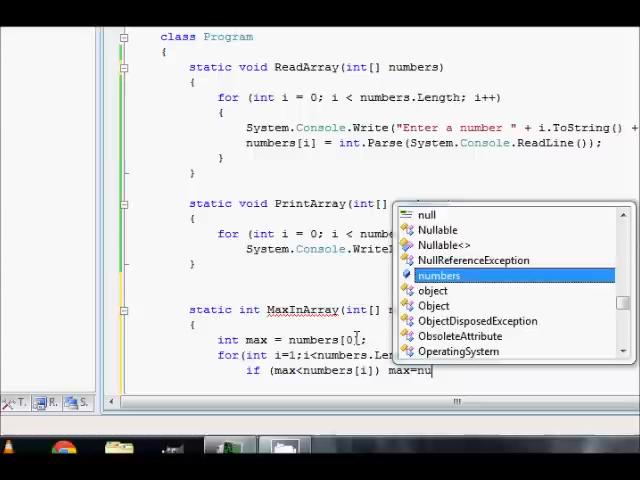 class Program
{
static void ReadArray(int[] numbers)
{
for (int i = 0; i < numbers.Length; i++)
{
System.Console.Write("Enter a number " + i.ToString() +
numbers[i] = int.Parse(System.Console.ReadLine());
}
}
static void PrintArray(int[]
for (int i = 0; i < numbe
System.Console.Write
}
static int MaxInArray(int[]
{
int max = numbers[0];
for(int i=1;i<numbers.Len
if (max<numbers[i]) max=nu
null
Nullable
Nullable<>
NullReferenceException
numbers
object
Object
ObjectDisposedException
ObsoleteAttribute
OperatingSystem
T...
R...
S.